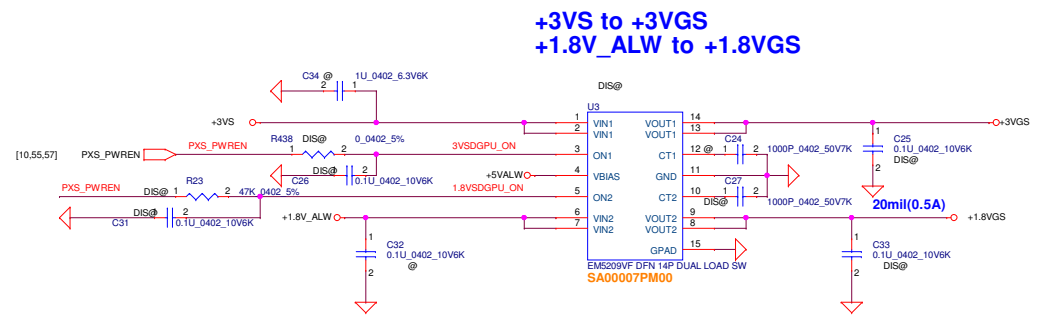 +3VS to +3VGS
+1.8V_ALW to +1.8VGS
C34 @ 1U_0402_6.3V6K
2 1
DIS@
U3
+3VS
1 VIN1 VOUT1 14
2 VIN1 VOUT1 13
+3VGS
R438 DIS@ 0_0402_5%
[10,55,57] PXS_PWREN PXS_PWREN 1 2 3VSDGPU_ON
3 ON1 CT1 12 @
C24
2 1 1000P_0402_50V7K
1 C25
0.1U_0402_10V6K
2 DIS@
DIS@ 2 1
C26 0.1U_0402_10V6K
+5VALW 4 VBIAS GND 11
PXS_PWREN DIS@ 1 R23 2 47K_0402_5% 1.8VSDGPU_ON
5 ON2 CT2 10
C27
DIS@ 2 1 1000P_0402_50V7K
20mil(0.5A)
DIS@ 2 1
C31 0.1U_0402_10V6K
+1.8V_ALW 6 VIN2 VOUT2 9
7 VIN2 VOUT2 8
+1.8VGS
1 C32
0.1U_0402_10V6K
2 @
GPAD 15
1 C33
0.1U_0402_10V6K
2 DIS@
EM5209VF DFN 14P DUAL LOAD SW
SA00007PM00